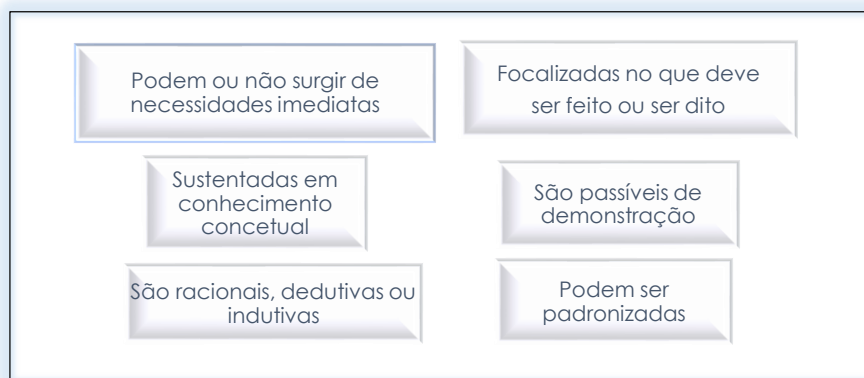 Podem ou não surgir de
necessidades imediatas
Focalizadas no que deve
ser feito ou ser dito
Sustentadas em
conhecimento
concetual
São passíveis de
demonstração
São racionais, dedutivas ou
indutivas
Podem ser
padronizadas